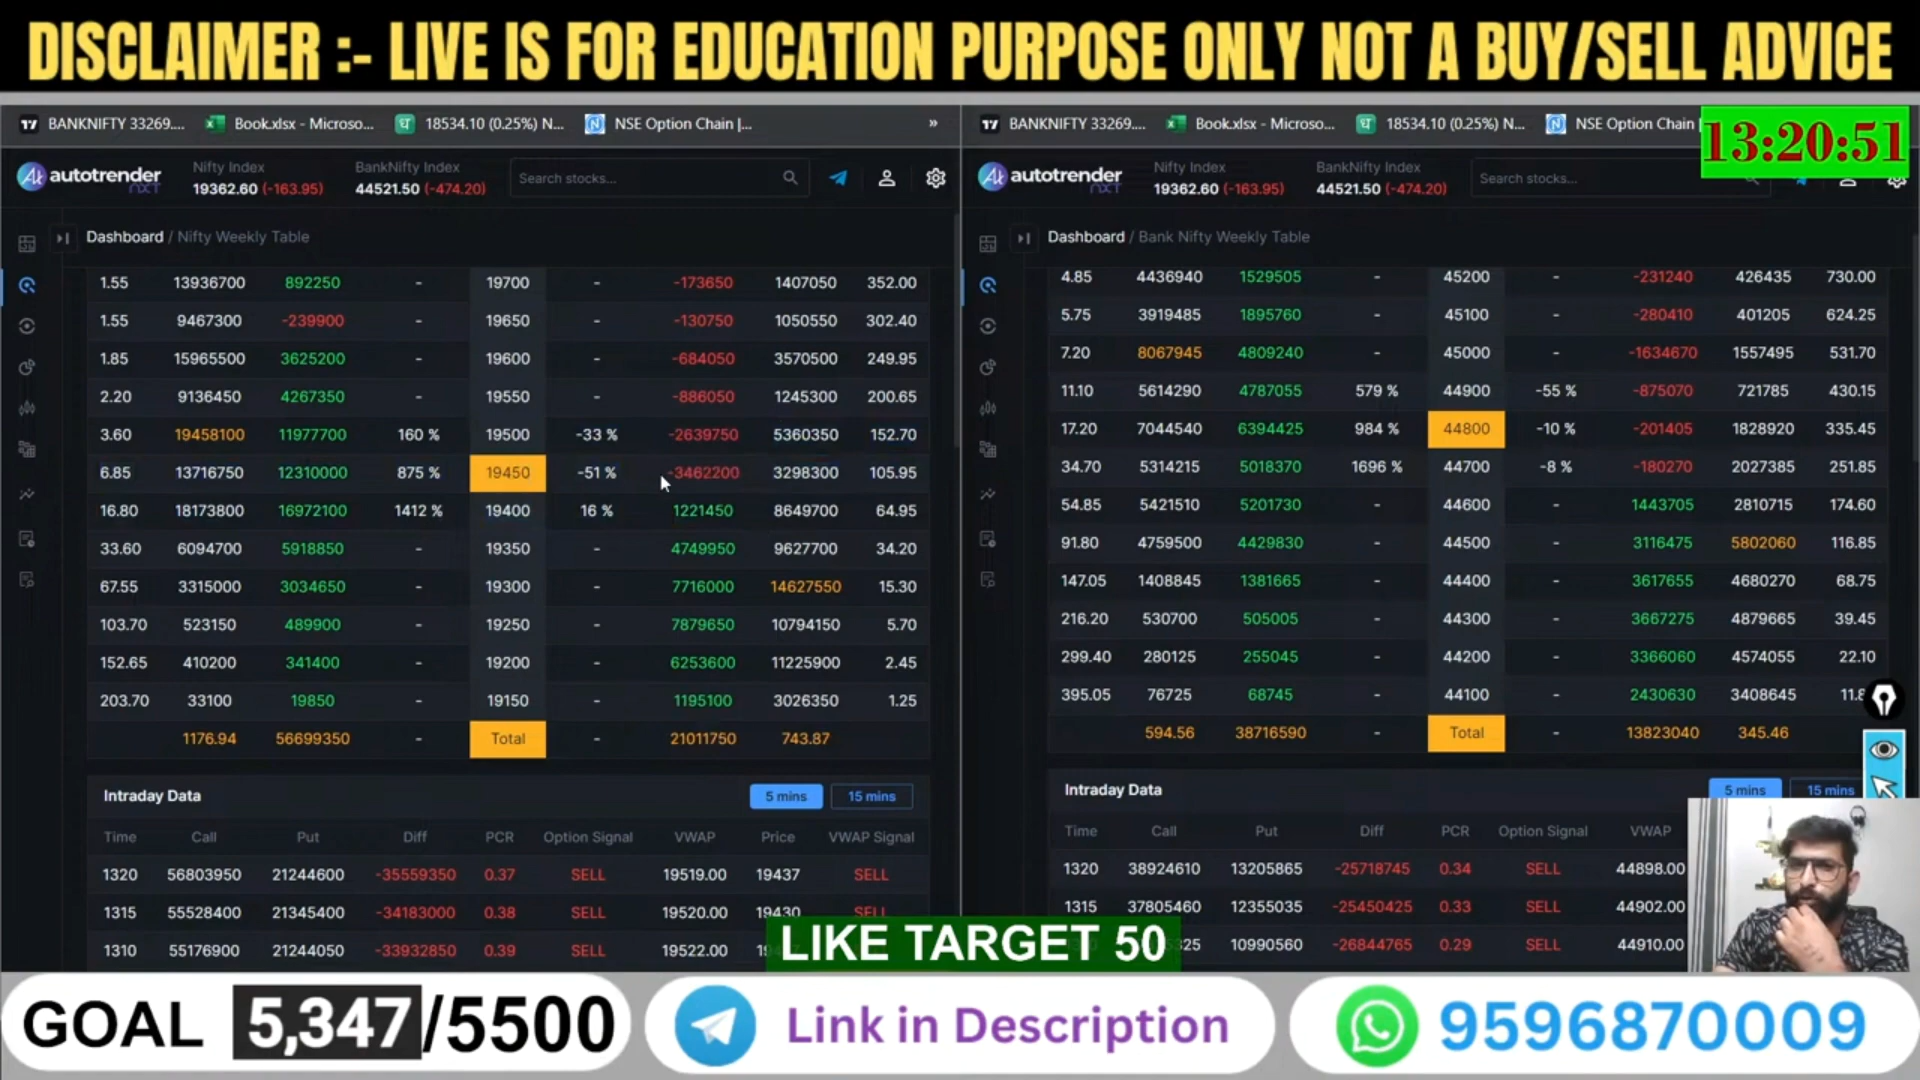 DISCLAIMER :- LIVE IS FOR EDUCATION PURPOSE ONLY NOT A BUY/SELL ADVICE
BANKNIFTY 33269.... Book.xlsx - Microso... 18534.10 (0.25%) N... NSE Option Chain |... »
BANKNIFTY 33269.... Book.xlsx - Microso... 18534.10 (0.25%) N... NSE Option Chain
13:20:51
autotrender NXT Nifty Index 19362.60 (-163.95) BankNifty Index 44521.50 (-474.20) Search stocks...
autotrender NXT Nifty Index 19362.60 (-163.95) BankNifty Index 44521.50 (-474.20) Search stocks...
Dashboard / Nifty Weekly Table
1.55 13936700 892250 - 19700 - -173650 1407050 352.00
1.55 9467300 -239900 - 19650 - -130750 1050550 302.40
1.85 15965500 3625200 - 19600 - -684050 3570500 249.95
2.20 9136450 4267350 - 19550 - -886050 1245300 200.65
3.60 19458100 11977700 160 % 19500 -33 % -2639750 5360350 152.70
6.85 13716750 12310000 875 % 19450 -51 % -3462200 3298300 105.95
16.80 18173800 16972100 1412 % 19400 16 % 1221450 8649700 64.95
33.60 6094700 5918850 - 19350 - 4749950 9627700 34.20
67.55 3315000 3034650 - 19300 - 7716000 14627550 15.30
103.70 523150 489900 - 19250 - 7879650 10794150 5.70
152.65 410200 341400 - 19200 - 6253600 11225900 2.45
203.70 33100 19850 - 19150 - 1195100 3026350 1.25
1176.94 56699350 - Total - 21011750 743.87
Intraday Data 5 mins 15 mins
Time Call Put Diff PCR Option Signal VWAP Price VWAP Signal
1320 56803950 21244600 -35559350 0.37 SELL 19519.00 19437 SELL
1315 55528400 21345400 -34183000 0.38 SELL 19520.00 19430 SELL
1310 55176900 21244050 -33932850 0.39 SELL 19522.00
Dashboard / Bank Nifty Weekly Table
4.85 4436940 1529505 - 45200 - -231240 426435 730.00
5.75 3919485 1895760 - 45100 - -280410 401205 624.25
7.20 8067945 4809240 - 45000 - -1634670 1557495 531.70
11.10 5614290 4787055 579 % 44900 -55 % -875070 721785 430.15
17.20 7044540 6394425 984 % 44800 -10 % -201405 1828920 335.45
34.70 5314215 5018370 1696 % 44700 -8 % -180270 2027385 251.85
54.85 5421510 5201730 - 44600 - 1443705 2810715 174.60
91.80 4759500 4429830 - 44500 - 3116475 5802060 116.85
147.05 1408845 1381665 - 44400 - 3617655 4680270 68.75
216.20 530700 505005 - 44300 - 3667275 4879665 39.45
299.40 280125 255045 - 44200 - 3366060 4574055 22.10
395.05 76725 68745 - 44100 - 2430630 3408645
594.56 38716590 - Total - 13823040 345.46
Intraday Data 5 mins 15 mins
Time Call Put Diff PCR Option Signal VWAP
1320 38924610 13205865 -25718745 0.34 SELL 44898.00
1315 37805460 12355035 -25450425 0.33 SELL 44902.00
10990560 -26844765 0.29 SELL 44910.00
LIKE TARGET 50
GOAL 5,347/5500
Link in Description
9596870009